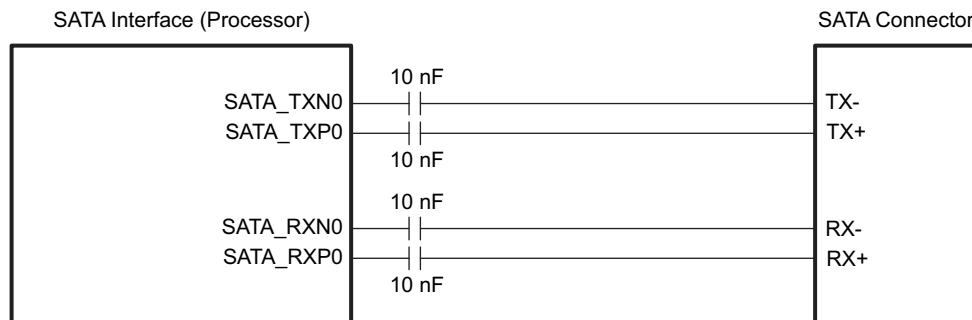 SATA Interface (Processor)
SATA Connector
10 nF
SATA_TXN0
TX-
SATA_TXP0
TX+
10 nF
10 nF
SATA_RXN0
RX-
SATA_RXP0
RX+
10 nF